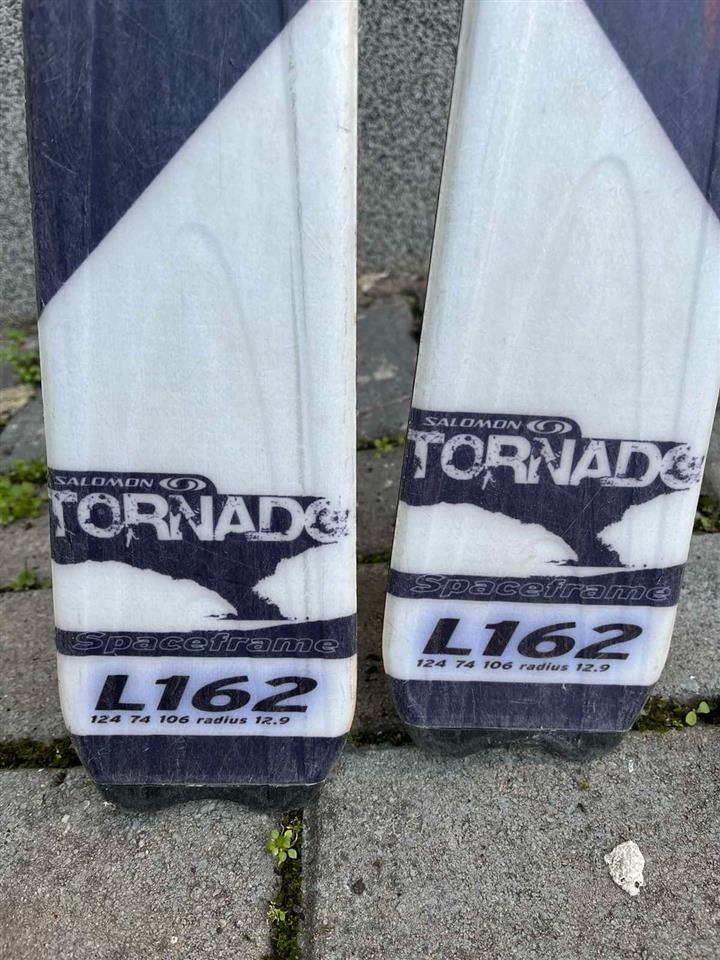 SALOMON
TORNADO
Spaceframe
L162
124 74 106 radius 12.9
SALOMON
TORNADO
Spaceframe
L162
124 74 106 radius 12.9